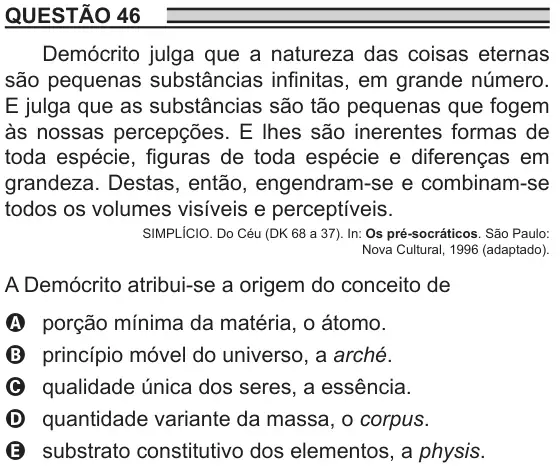 QUESTÃO 46
Demócrito julga que a natureza das coisas eternas
são pequenas substâncias infinitas, em grande número.
E julga que as substâncias são tão pequenas que fogem
às nossas percepções. E lhes são inerentes formas de
toda espécie, figuras de toda espécie e diferenças em
grandeza. Destas, então, engendram-se e combinam-se
todos os volumes visíveis e perceptíveis.
SIMPLÍCIO. Do Céu (DK 68 a 37). In: Os pré-socráticos. São Paulo:
Nova Cultural, 1996 (adaptado).
A Demócrito atribui-se a origem do conceito de
A porção mínima da matéria, o átomo.
B princípio móvel do universo, a arché.
C qualidade única dos seres, a essência.
D quantidade variante da massa, o corpus.
E substrato constitutivo dos elementos, a physis.